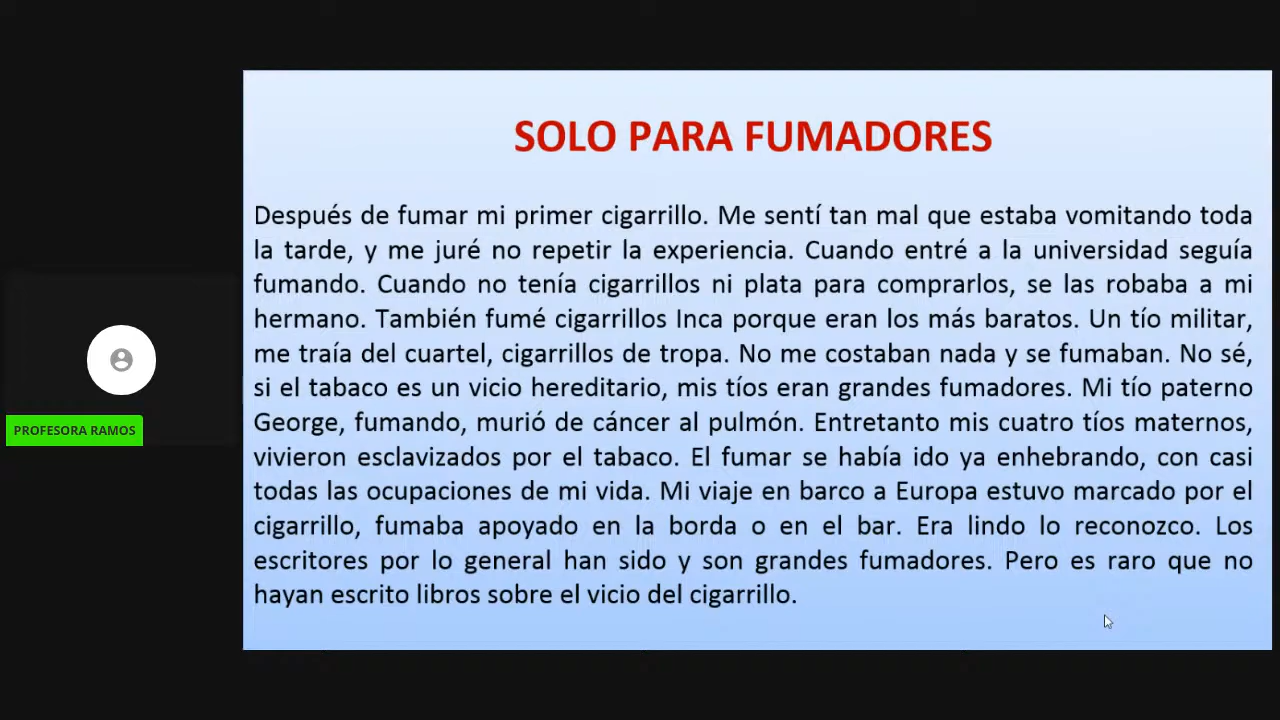 SOLO PARA FUMADORES
Después de fumar mi primer cigarrillo. Me sentí tan mal que estaba vomitando toda
la tarde, y me juré no repetir la experiencia. Cuando entré a la universidad seguía
fumando. Cuando no tenía cigarrillos ni plata para comprarlos, se las robaba a mi
hermano. También fumé cigarrillos Inca porque eran los más baratos. Un tío militar,
me traía del cuartel, cigarrillos de tropa. No me costaban nada y se fumaban. No sé,
si el tabaco es un vicio hereditario, mis tíos eran grandes fumadores. Mi tío paterno
George, fumando, murió de cáncer al pulmón. Entretanto mis cuatro tíos maternos,
vivieron esclavizados por el tabaco. El fumar se había ido ya enhebrando, con casi
todas las ocupaciones de mi vida. Mi viaje en barco a Europa estuvo marcado por el
cigarrillo, fumaba apoyado en la borda o en el bar. Era lindo lo reconozco. Los
escritores por lo general han sido y son grandes fumadores. Pero es raro que no
hayan escrito libros sobre el vicio del cigarrillo.
PROFESORA RAMOS